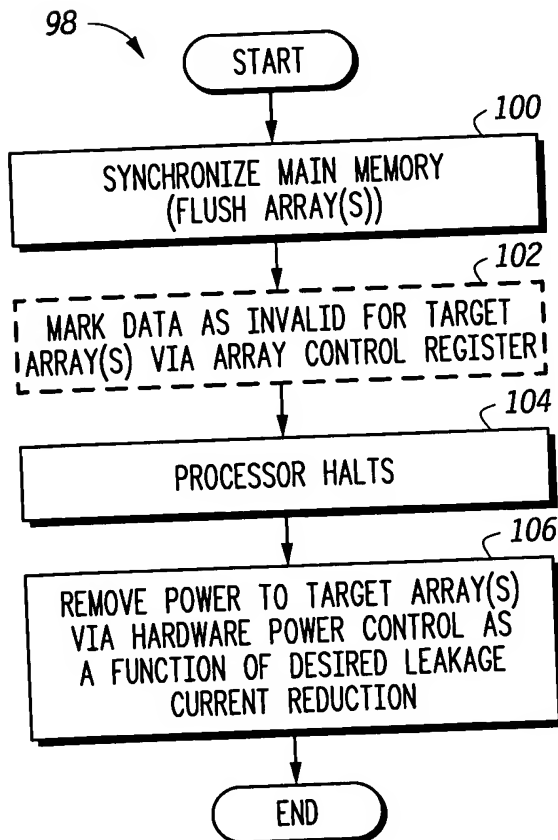 98
START
100
SYNCHRONIZE MAIN MEMORY
(FLUSH ARRAY(S))
102
MARK DATA AS INVALID FOR TARGET
ARRAY(S) VIA ARRAY CONTROL REGISTER
104
PROCESSOR HALTS
106
REMOVE POWER TO TARGET ARRAY(S)
VIA HARDWARE POWER CONTROL AS
A FUNCTION OF DESIRED LEAKAGE
CURRENT REDUCTION
END